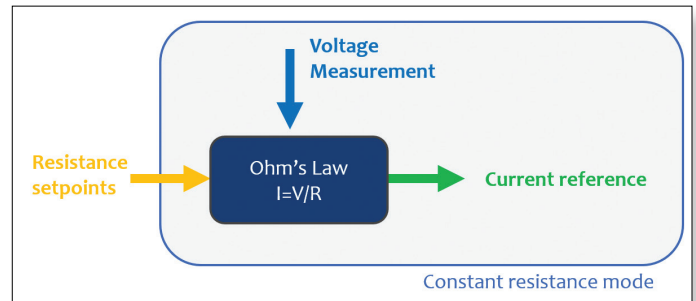 Voltage
Measurement
Resistance
setpoints
Ohm's Law
I=V/R
Current reference
Constant resistance mode